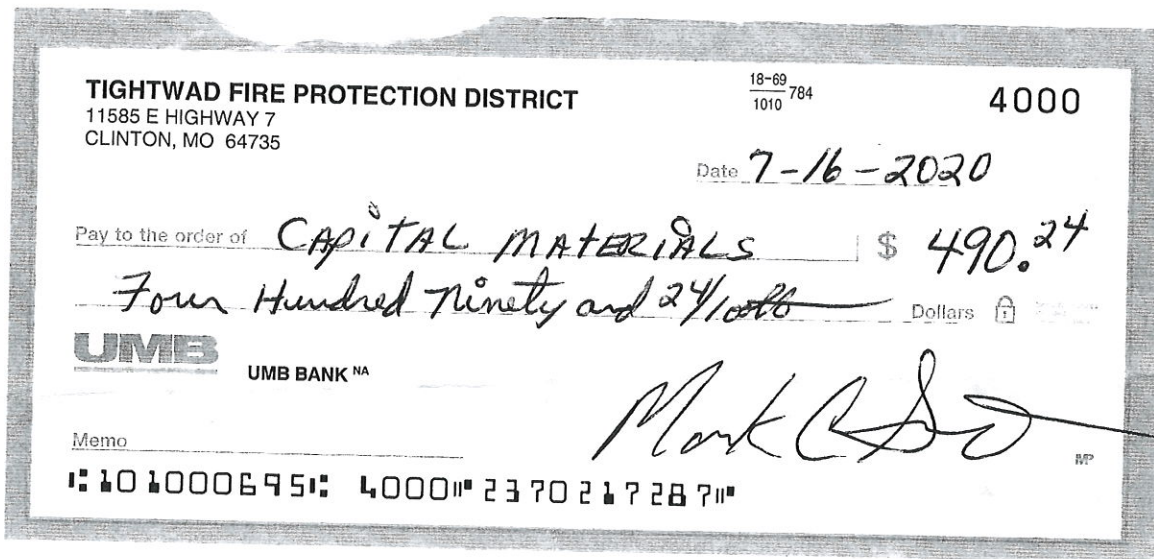 TIGHTWAD FIRE PROTECTION DISTRICT
11585 E HIGHWAY 7
CLINTON, MO 64735
18-69
1010 784
4000
Date 7-16-2020
Pay to the order of CAPiTAL MATERiALS $ 490.24
Four Hundred Ninety and 24/100th Dollars
UMB
UMB BANK NA
Mark C
Memo
MP
⑆101000695⑆ 4000⑈2370217287⑈